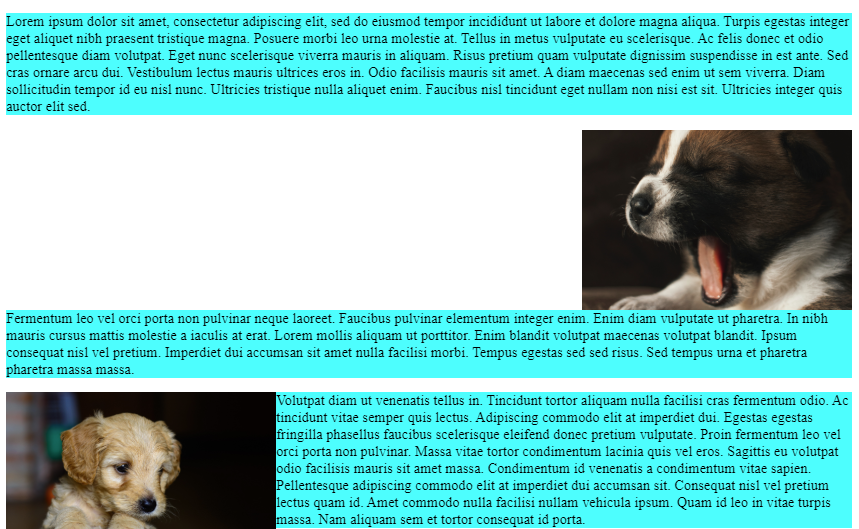 Lorem ipsum dolor sit amet, consectetur adipiscing elit, sed do eiusmod tempor incididunt ut labore et dolore magna aliqua. Turpis egestas integer
eget aliquet nibh praesent tristique magna. Posuere morbi leo urna molestie at. Tellus in metus vulputate eu scelerisque. Ac felis donec et odio
pellentesque diam volutpat. Eget nunc scelerisque viverra mauris in aliquam. Risus pretium quam vulputate dignissim suspendisse in est ante. Sed
cras ornare arcu dui. Vestibulum lectus mauris ultrices eros in. Odio facilisis mauris sit amet. A diam maecenas sed enim ut sem viverra. Diam
sollicitudin tempor id eu nisl nunc. Ultricies tristique nulla aliquet enim. Faucibus nisl tincidunt eget nullam non nisi est sit. Ultricies integer quis
auctor elit sed.
Fermentum leo vel orci porta non pulvinar neque laoreet. Faucibus pulvinar elementum integer enim. Enim diam vulputate ut pharetra. In nibh
mauris cursus mattis molestie a iaculis at erat. Lorem mollis aliquam ut porttitor. Enim blandit volutpat maecenas volutpat blandit. Ipsum
consequat nisl vel pretium. Imperdiet dui accumsan sit amet nulla facilisi morbi. Tempus egestas sed sed risus. Sed tempus urna et pharetra
pharetra massa massa.
Volutpat diam ut venenatis tellus in. Tincidunt tortor aliquam nulla facilisi cras fermentum odio. Ac
tincidunt vitae semper quis lectus. Adipiscing commodo elit at imperdiet dui. Egestas egestas
fringilla phasellus faucibus scelerisque eleifend donec pretium vulputate. Proin fermentum leo vel
orci porta non pulvinar. Massa vitae tortor condimentum lacinia quis vel eros. Sagittis eu volutpat
odio facilisis mauris sit amet massa. Condimentum id venenatis a condimentum vitae sapien.
Pellentesque adipiscing commodo elit at imperdiet dui accumsan sit. Consequat nisl vel pretium
lectus quam id. Amet commodo nulla facilisi nullam vehicula ipsum. Quam id leo in vitae turpis
massa. Nam aliquam sem et tortor consequat id porta.